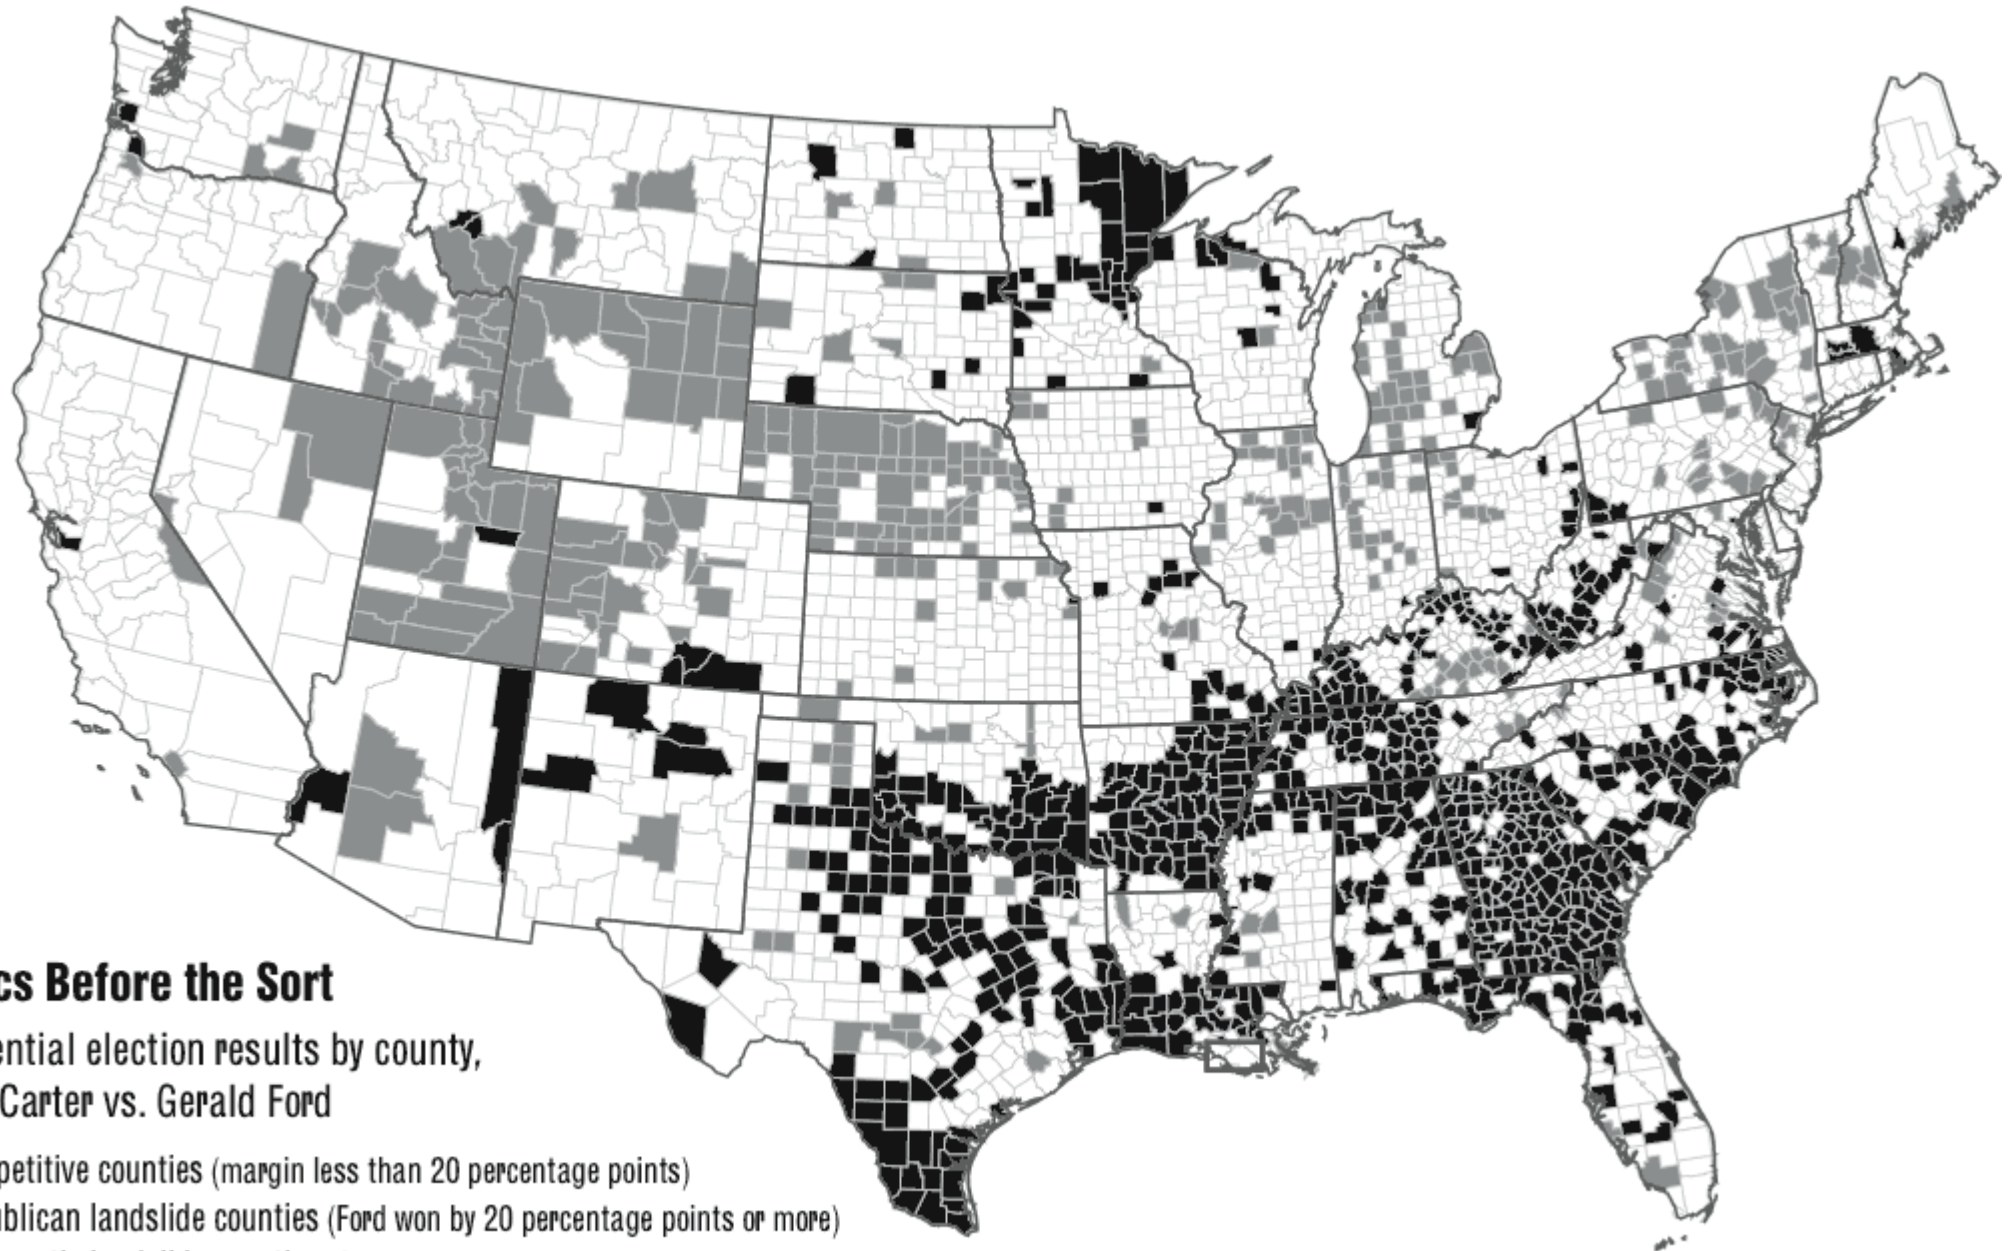 cs Before the Sort
ential election results by county,
Carter vs. Gerald Ford
petitive counties (margin less than 20 percentage points)
ublican landslide counties (Ford won by 20 percentage points or more)